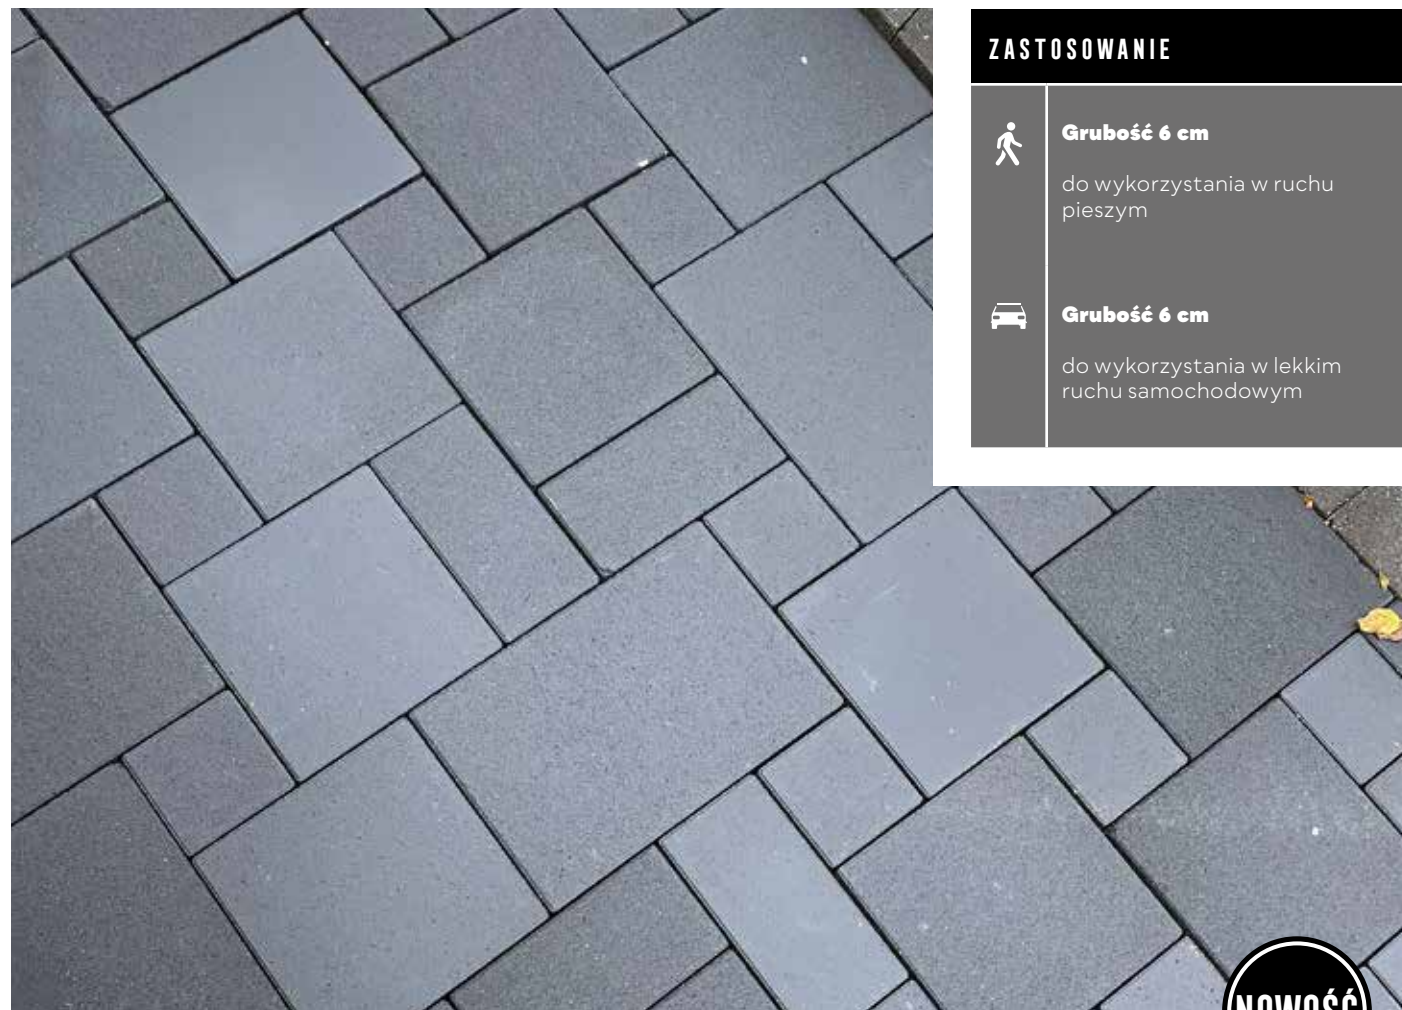 ZASTOSOWANIE
Grubość 6 cm
do wykorzystania w ruchu
pieszym
Grubość 6 cm
do wykorzystania w lekkim
ruchu samochodowym
NOWOŚĆ